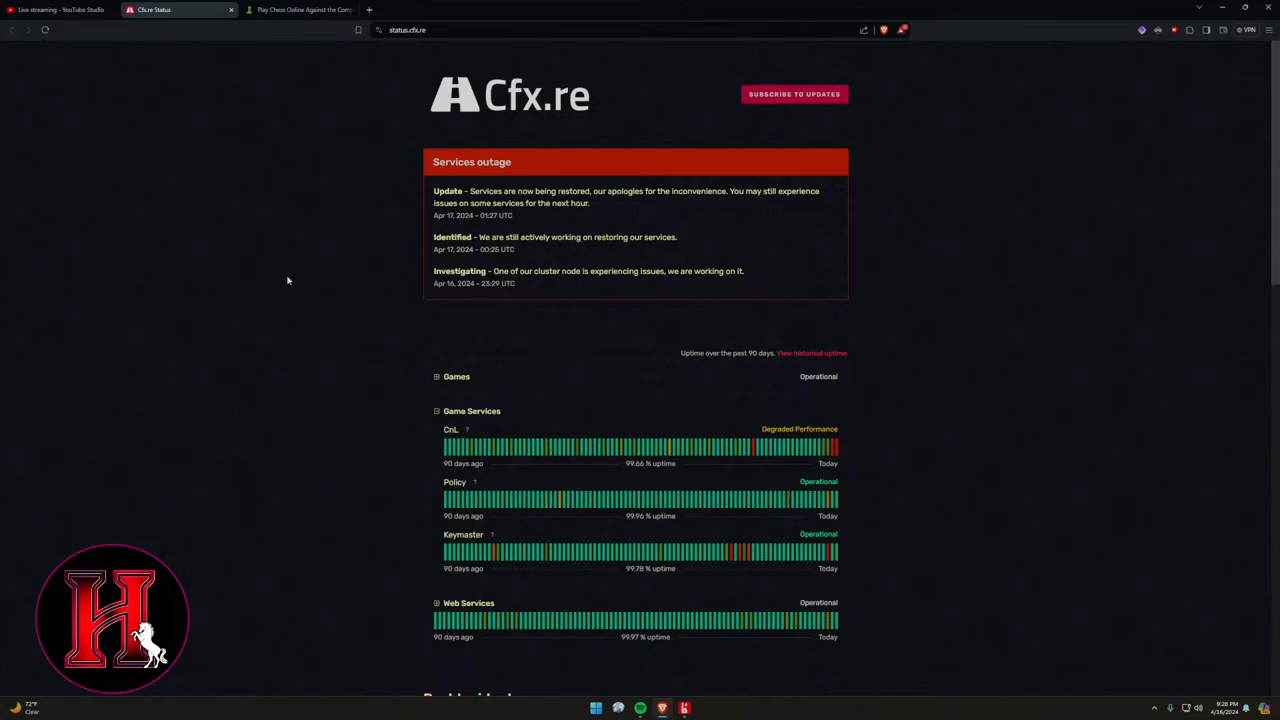 Live streaming - YouTube Studio
Cfx.re Status
Play Chess Online Against the Comp
status.cfx.re
VPN
Cfx.re
SUBSCRIBE TO UPDATES
Services outage
Update - Services are now being restored, our apologies for the inconvenience. You may still experience
issues on some services for the next hour.
Apr 17, 2024 - 01:27 UTC
Identified - We are still actively working on restoring our services.
Apr 17, 2024 - 00:25 UTC
Investigating - One of our cluster node is experiencing issues, we are working on it.
Apr 16, 2024 - 23:29 UTC
Uptime over the past 90 days. View historical uptime.
Games Operational
Game Services
CnL ? Degraded Performance
90 days ago 99.66 % uptime Today
Policy ? Operational
90 days ago 99.96 % uptime Today
Keymaster ? Operational
90 days ago 99.78 % uptime Today
Web Services Operational
90 days ago 99.97 % uptime Today
H
72°F
Clear
9:28 PM
4/16/2024